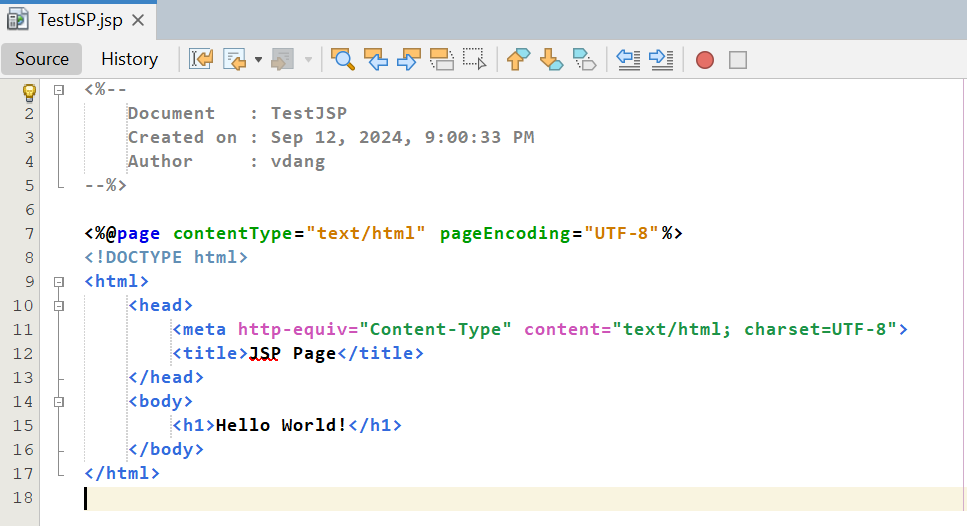 TestJSP.jsp
Source History
<%--
2 Document   : TestJSP
3 Created on : Sep 12, 2024, 9:00:33 PM
4 Author     : vdang
5 --%>
6
7 <%@page contentType="text/html" pageEncoding="UTF-8"%>
8 <!DOCTYPE html>
9 <html>
10 <head>
11 <meta http-equiv="Content-Type" content="text/html; charset=UTF-8">
12 <title>JSP Page</title>
13 </head>
14 <body>
15 <h1>Hello World!</h1>
16 </body>
17 </html>
18